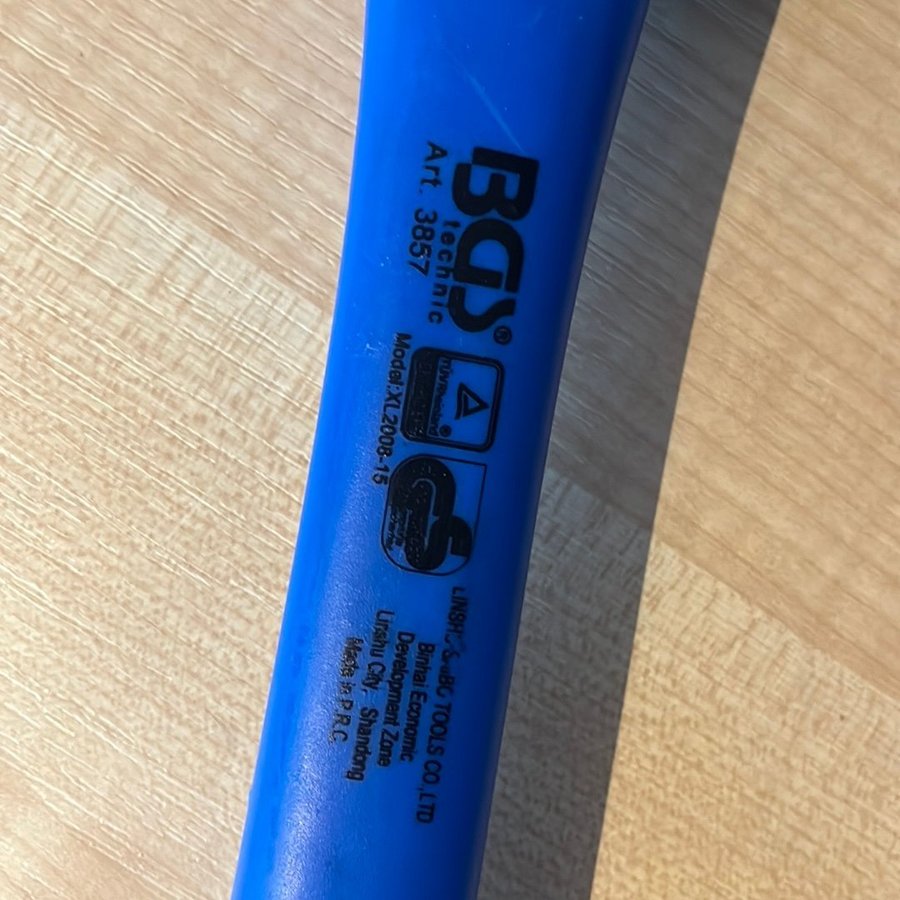 BGS®
technic
Art. 3857
TÜVRheinland®
Model:XL2008-15
TOOLS CO.,LTD
Binhai Economic
Development Zone
Linshu City, Shandong
Made in P.R.C.